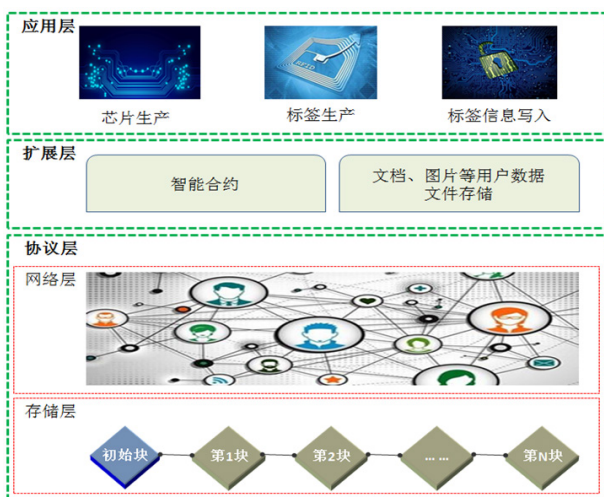 应用层
RFID
芯片生产
标签生产
标签信息写入
扩展层
智能合约
文档、图片等用户数据
文件存储
协议层
网络层
存储层
初始块
第1块
第2块
... ...
第N块